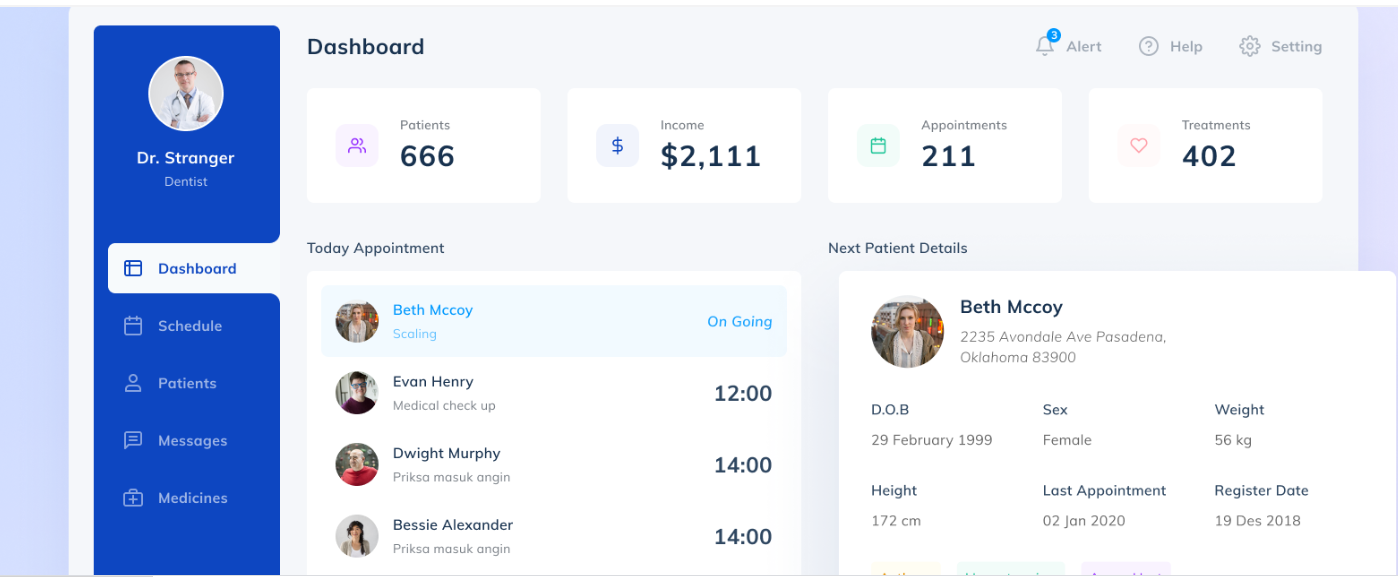 Dr. Stranger
Dentist
Dashboard
Schedule
Patients
Messages
Medicines
Dashboard
3
Alert
Help
Setting
Patients
666
Income
$2,111
Appointments
211
Treatments
402
Today Appointment
Beth Mccoy
Scaling
On Going
Evan Henry
Medical check up
12:00
Dwight Murphy
Priksa masuk angin
14:00
Bessie Alexander
Priksa masuk angin
14:00
Next Patient Details
Beth Mccoy
2235 Avondale Ave Pasadena,
Oklahoma 83900
D.O.B
29 February 1999
Sex
Female
Weight
56 kg
Height
172 cm
Last Appointment
02 Jan 2020
Register Date
19 Des 2018